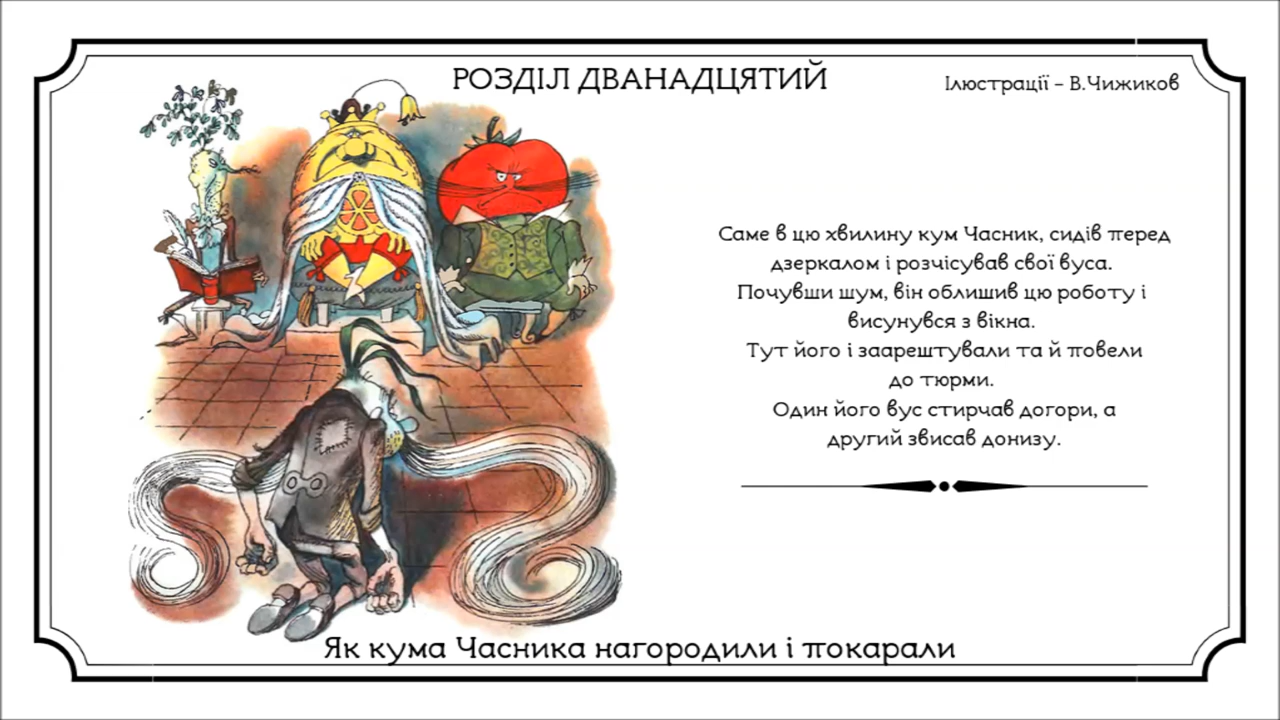 РОЗДІЛ ДВАНАДЦЯТИЙ
Ілюстрації – В.Чижиков
Саме в цю хвилину кум Часник, сидів перед
дзеркалом і розчісував свої вуса.
Почувши шум, він облишив цю роботу і
висунувся з вікна.
Тут його і заарештували та й повели
до тюрми.
Один його вус стирчав догори, а
другий звисав донизу.
Як кума Часника нагородили і покарали